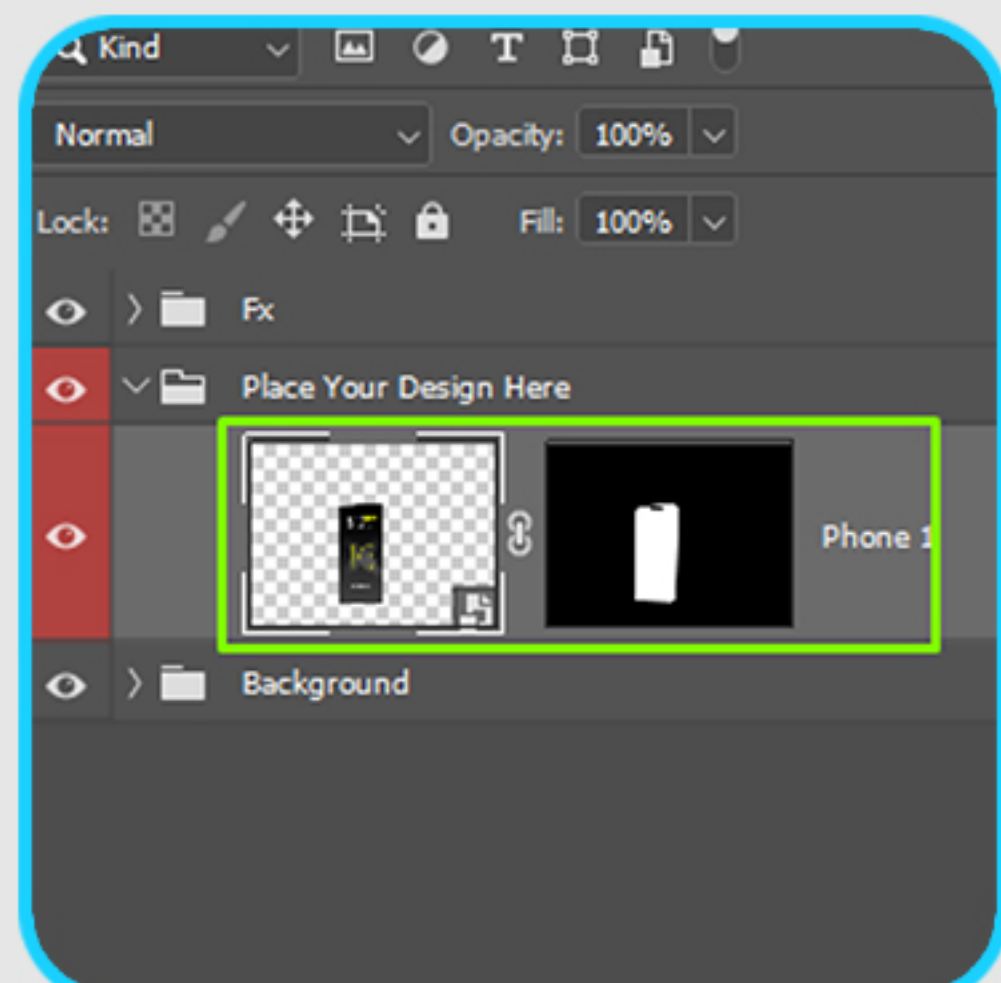 Kind
Normal Opacity: 100%
Lock: Fill: 100%
Fx
Place Your Design Here
Phone 1
Background